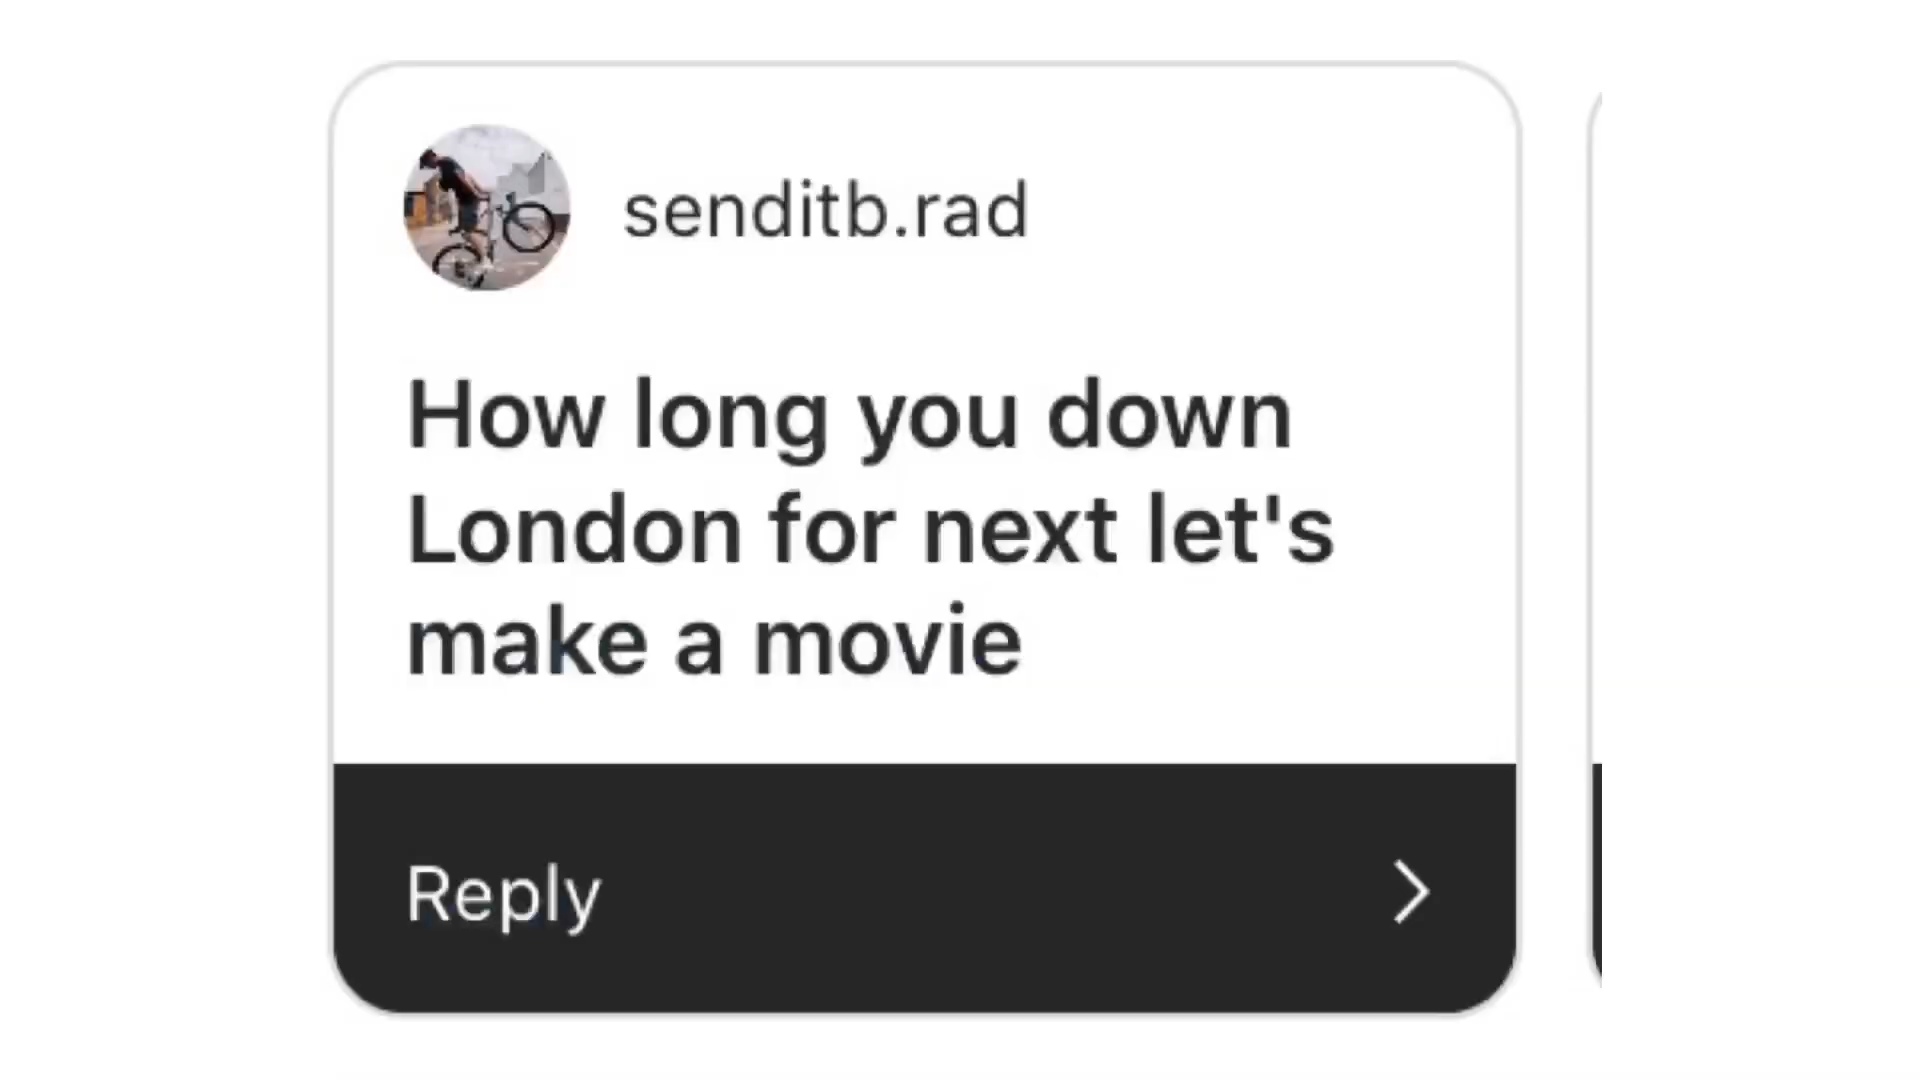 senditb.rad
How long you down
London for next let's
make a movie
Reply